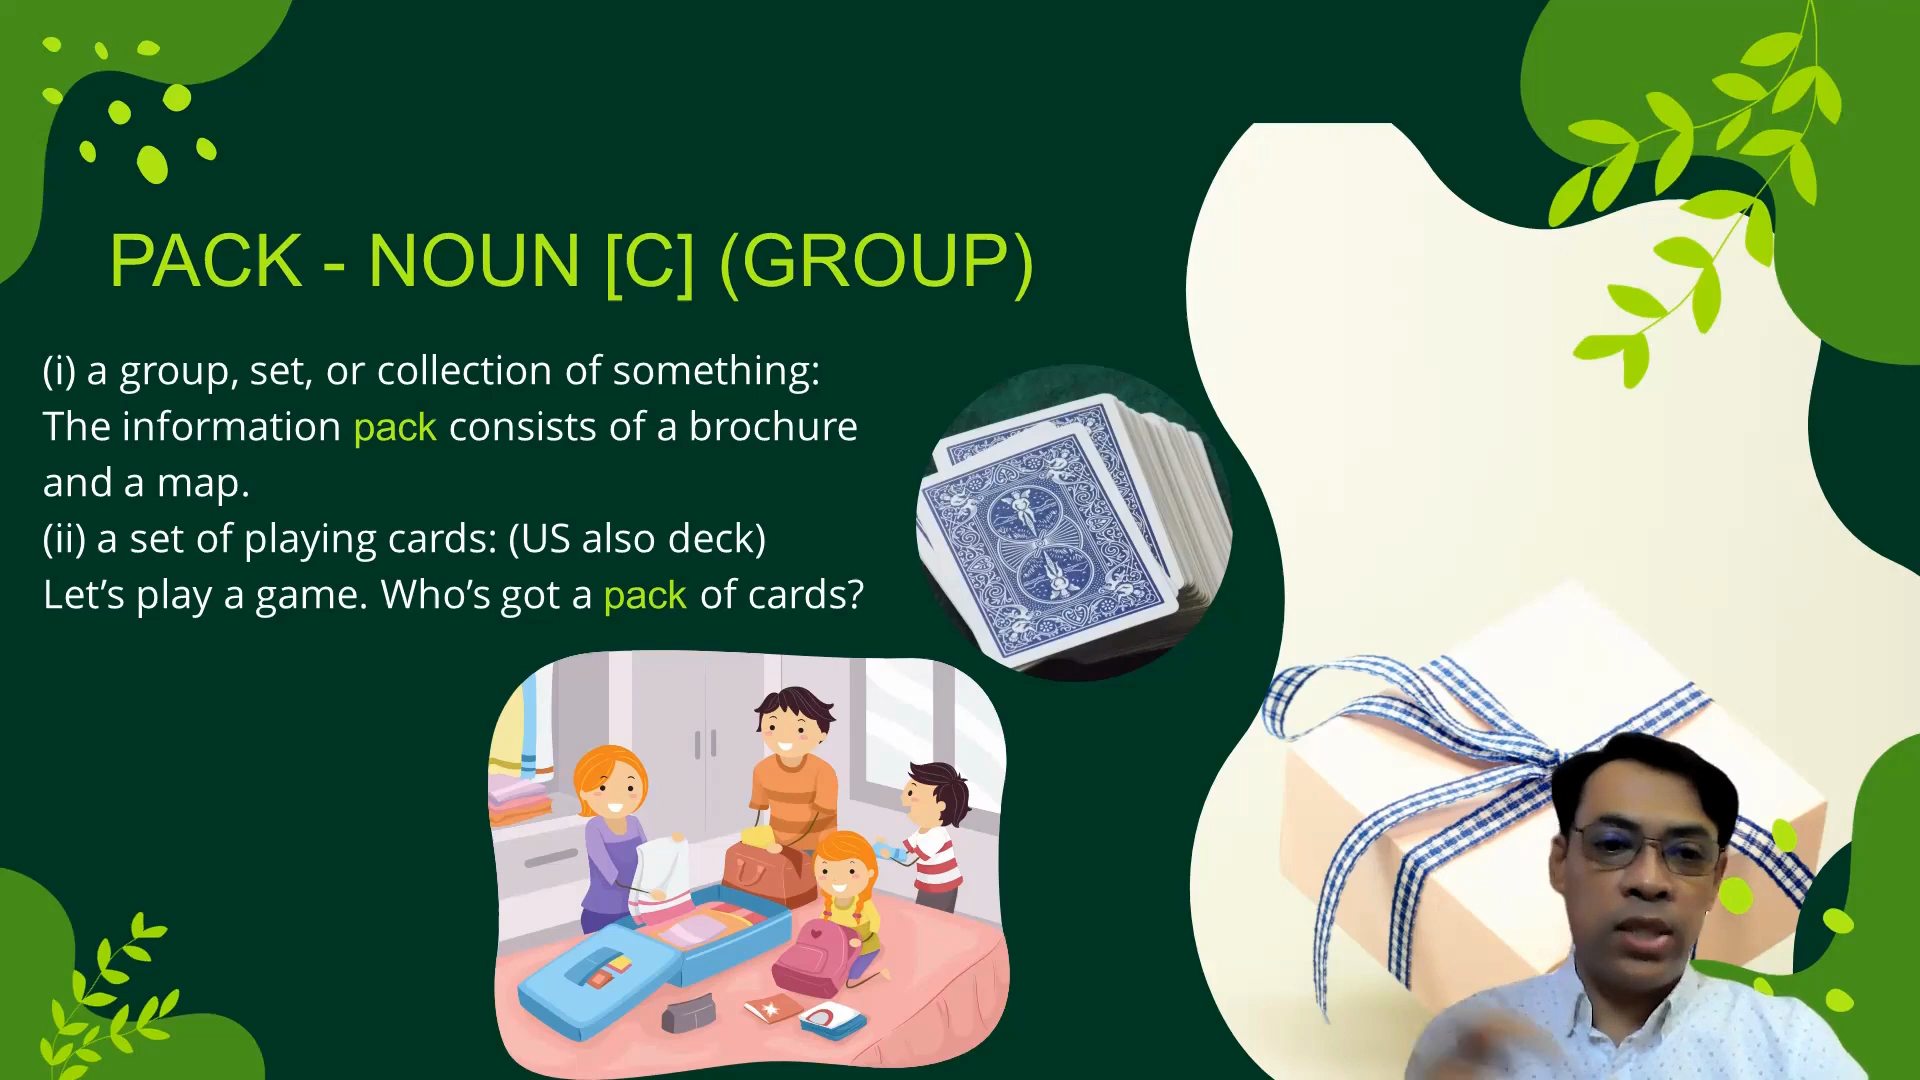 PACK - NOUN [C] (GROUP)
(i) a group, set, or collection of something:
The information pack consists of a brochure
and a map.
(ii) a set of playing cards: (US also deck)
Let’s play a game. Who’s got a pack of cards?